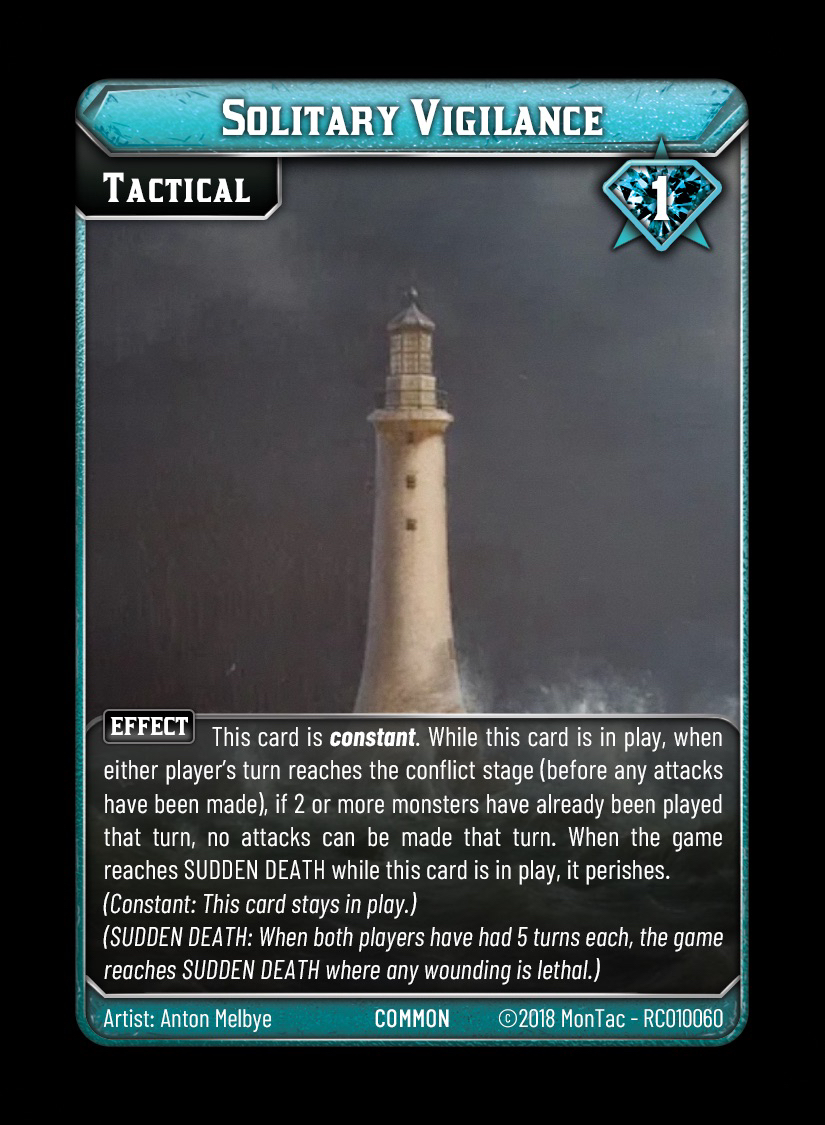 Solitary Vigilance
Tactical
1
EFFECT This card is constant. While this card is in play, when
either player's turn reaches the conflict stage (before any attacks
have been made), if 2 or more monsters have already been played
that turn, no attacks can be made that turn. When the game
reaches SUDDEN DEATH while this card is in play, it perishes.
(Constant: This card stays in play.)
(SUDDEN DEATH: When both players have had 5 turns each, the game
reaches SUDDEN DEATH where any wounding is lethal.)
Artist: Anton Melbye COMMON ©2018 MonTac - RC010060